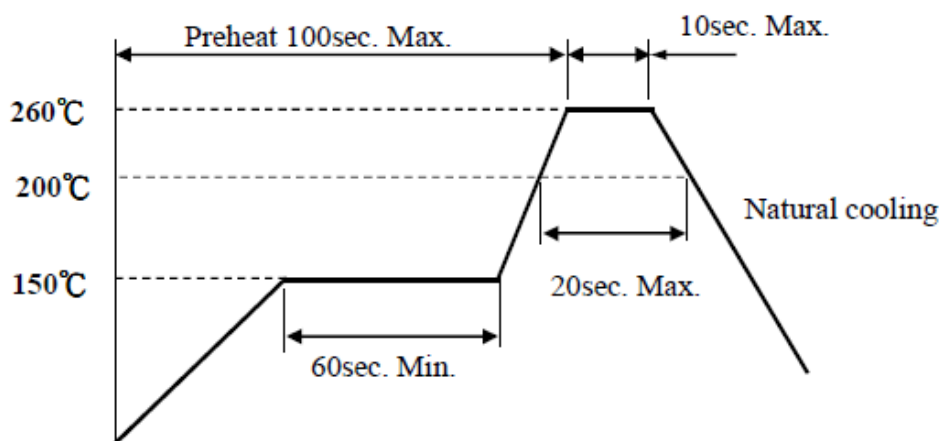 Preheat 100sec. Max.
10sec. Max.
260℃
200℃
Natural cooling
150℃
20sec. Max.
60sec. Min.